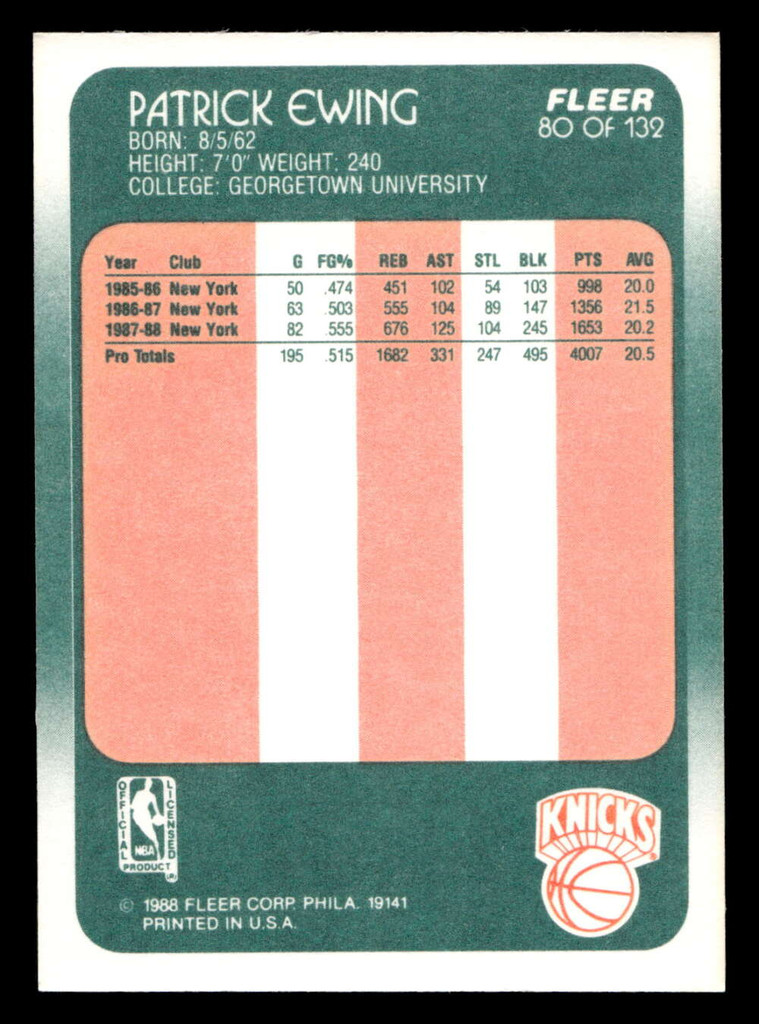 PATRICK EWING
BORN: 8/5/62
HEIGHT: 7'0" WEIGHT: 240
COLLEGE: GEORGETOWN UNIVERSITY
FLEER
80 OF 132
Year Club G FG% REB AST STL BLK PTS AVG
1985-86 New York 50 .474 451 102 54 103 998 20.0
1986-87 New York 63 .503 555 104 89 147 1356 21.5
1987-88 New York 82 .555 676 125 104 245 1653 20.2
Pro Totals 195 .515 1682 331 247 495 4007 20.5
OFFICIAL
LICENSED
NBA
PRODUCT
KNICKS®
© 1988 FLEER CORP. PHILA. 19141
PRINTED IN U.S.A.